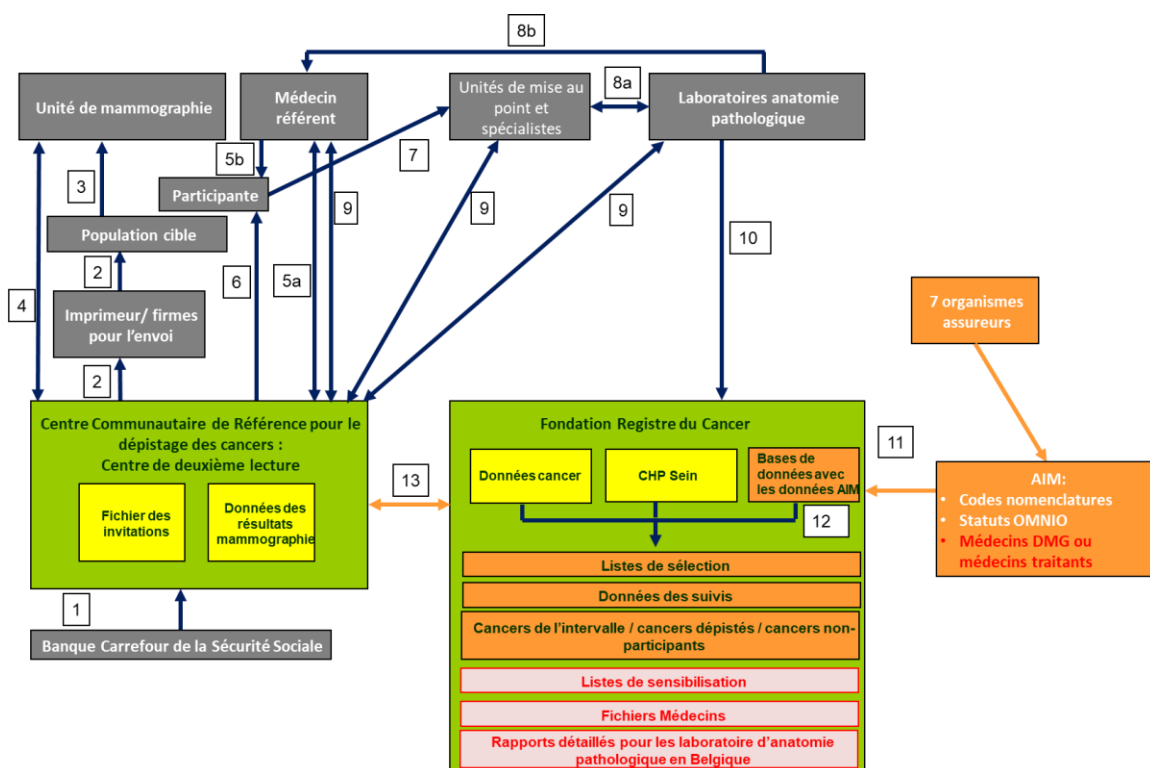 8b
Unité de mammographie
Médecin
référent
Unités de mise au
point et
spécialistes
8a
Laboratoires anatomie
pathologique
5b
7
3
Participante
9
9
9
10
Population cible
2
6
5a
4
Imprimeur/ firmes
pour l'envoi
7 organismes
assureurs
2
Centre Communautaire de Référence pour le
dépistage des cancers :
Centre de deuxième lecture
Fichier des
invitations
Données des
résultats
mammographie
13
Fondation Registre du Cancer
Données cancer
CHP Sein
Bases de
données avec
les données AIM
12
11
AIM:
• Codes nomenclatures
• Statuts OMNIO
• Médecins DMG ou
médecins traitants
Listes de sélection
Données des suivis
Cancers de l'intervalle / cancers dépistés / cancers non-
participants
Listes de sensibilisation
Fichiers Médecins
Rapports détaillés pour les laboratoire d'anatomie
pathologique en Belgique
1
Banque Carrefour de la Sécurité Sociale